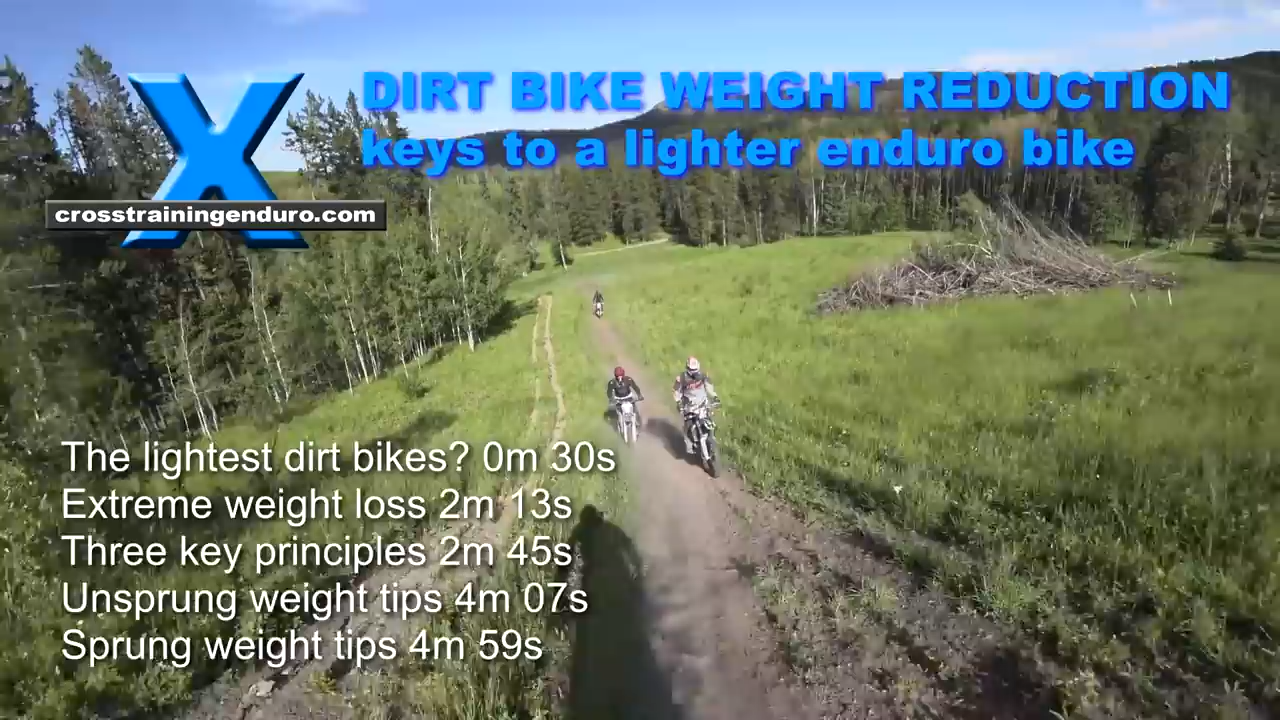 X
DIRT BIKE WEIGHT REDUCTION
keys to a lighter enduro bike
crosstrainingenduro.com
The lightest dirt bikes? 0m 30s
Extreme weight loss 2m 13s
Three key principles 2m 45s
Unsprung weight tips 4m 07s
Sprung weight tips 4m 59s